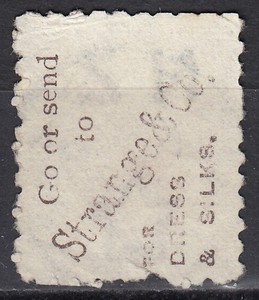 Go or send
to
Strange & Co.
FOR
DRESS
& SILKS.